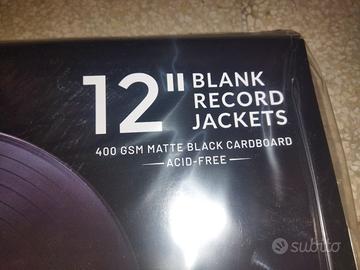 12" BLANK
RECORD
JACKETS
400 GSM MATTE BLACK CARDBOARD
ACID-FREE
subito